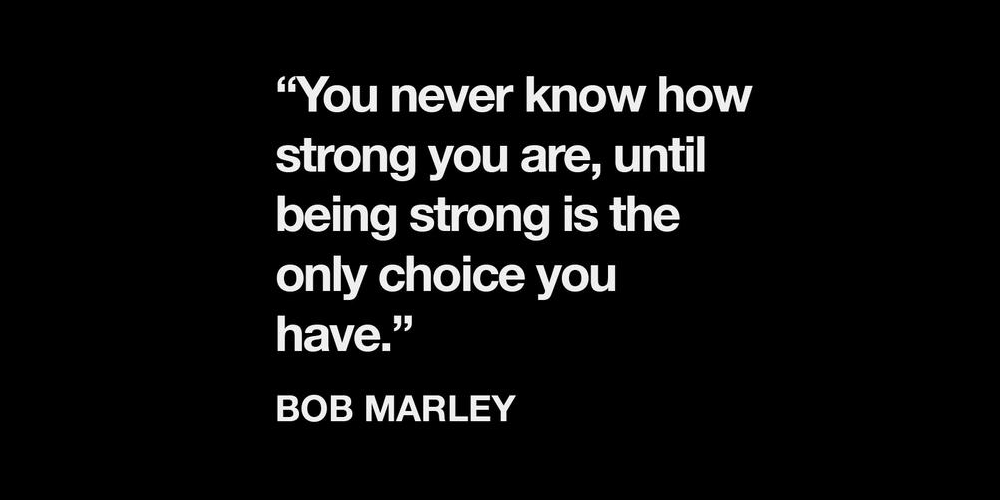 “You never know how
strong you are, until
being strong is the
only choice you
have.”
BOB MARLEY